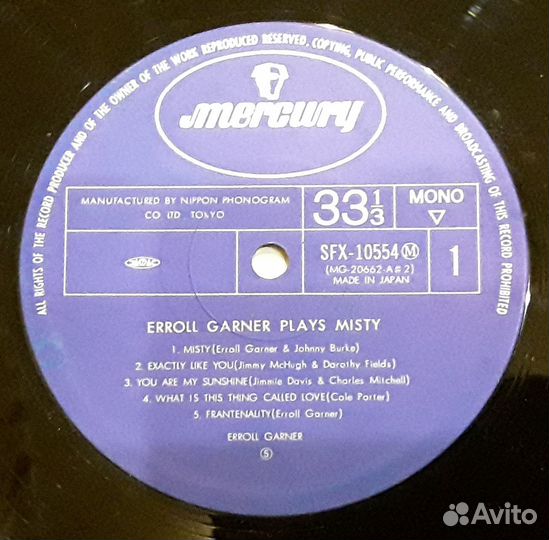 ALL RIGHTS OF THE RECORD PRODUCER AND OF THE OWNER OF THE WORK REPRODUCED RESERVED, COPYING, PUBLIC PERFORMANCE AND BROADCASTING OF THIS RECORD PROHIBITED
mercury
MANUFACTURED BY NIPPON PHONOGRAM
CO LTD TOKYO
33 1/3
MONO
SFX-10554 Ⓜ
(MG-20662-A#2)
MADE IN JAPAN
1
ERROLL GARNER PLAYS MISTY
1. MISTY(Erroll Garner & Johnny Burke)
2. EXACTLY LIKE YOU(Jimmy McHugh & Dorothy Fields)
3. YOU ARE MY SUNSHINE(Jimmie Davis & Charles Mitchell)
4. WHAT IS THIS THING CALLED LOVE(Cole Porter)
5. FRANTENALITY(Erroll Garner)
ERROLL GARNER
⑤
Avito